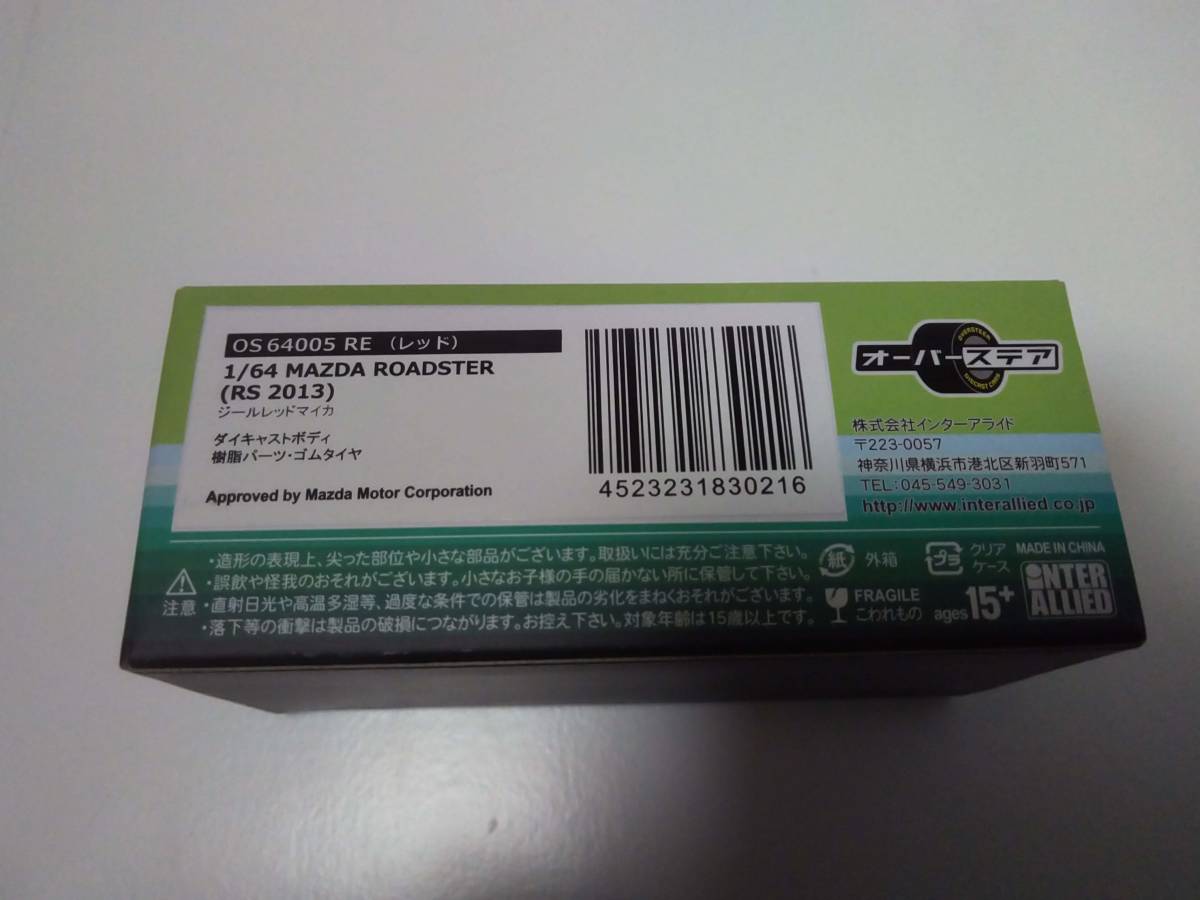 OS 64005 RE （レッド）
1/64 MAZDA ROADSTER
(RS 2013)
ジールレッドマイカ
ダイキャストボディ
樹脂パーツ・ゴムタイヤ
Approved by Mazda Motor Corporation
4523231830216
OVERSTEER
オーバーステア
DIECAST CARS
株式会社インターアライド
〒223-0057
神奈川県横浜市港北区新羽町571
TEL：045-549-3031
http://www.interallied.co.jp
注意
・造形の表現上、尖った部位や小さな部品がございます。取扱いには充分ご注意下さい。
・誤飲や怪我のおそれがございます。小さなお子様の手の届かない所に保管して下さい。
・直射日光や高温多湿等、過度な条件での保管は製品の劣化をまねくおそれがございます。
・落下等の衝撃は製品の破損につながります。お控え下さい。対象年齢は15歳以上です。
紙 外箱
プラ クリアケース
FRAGILE
こわれもの
MADE IN CHINA
ages 15+
INTER
ALLIED